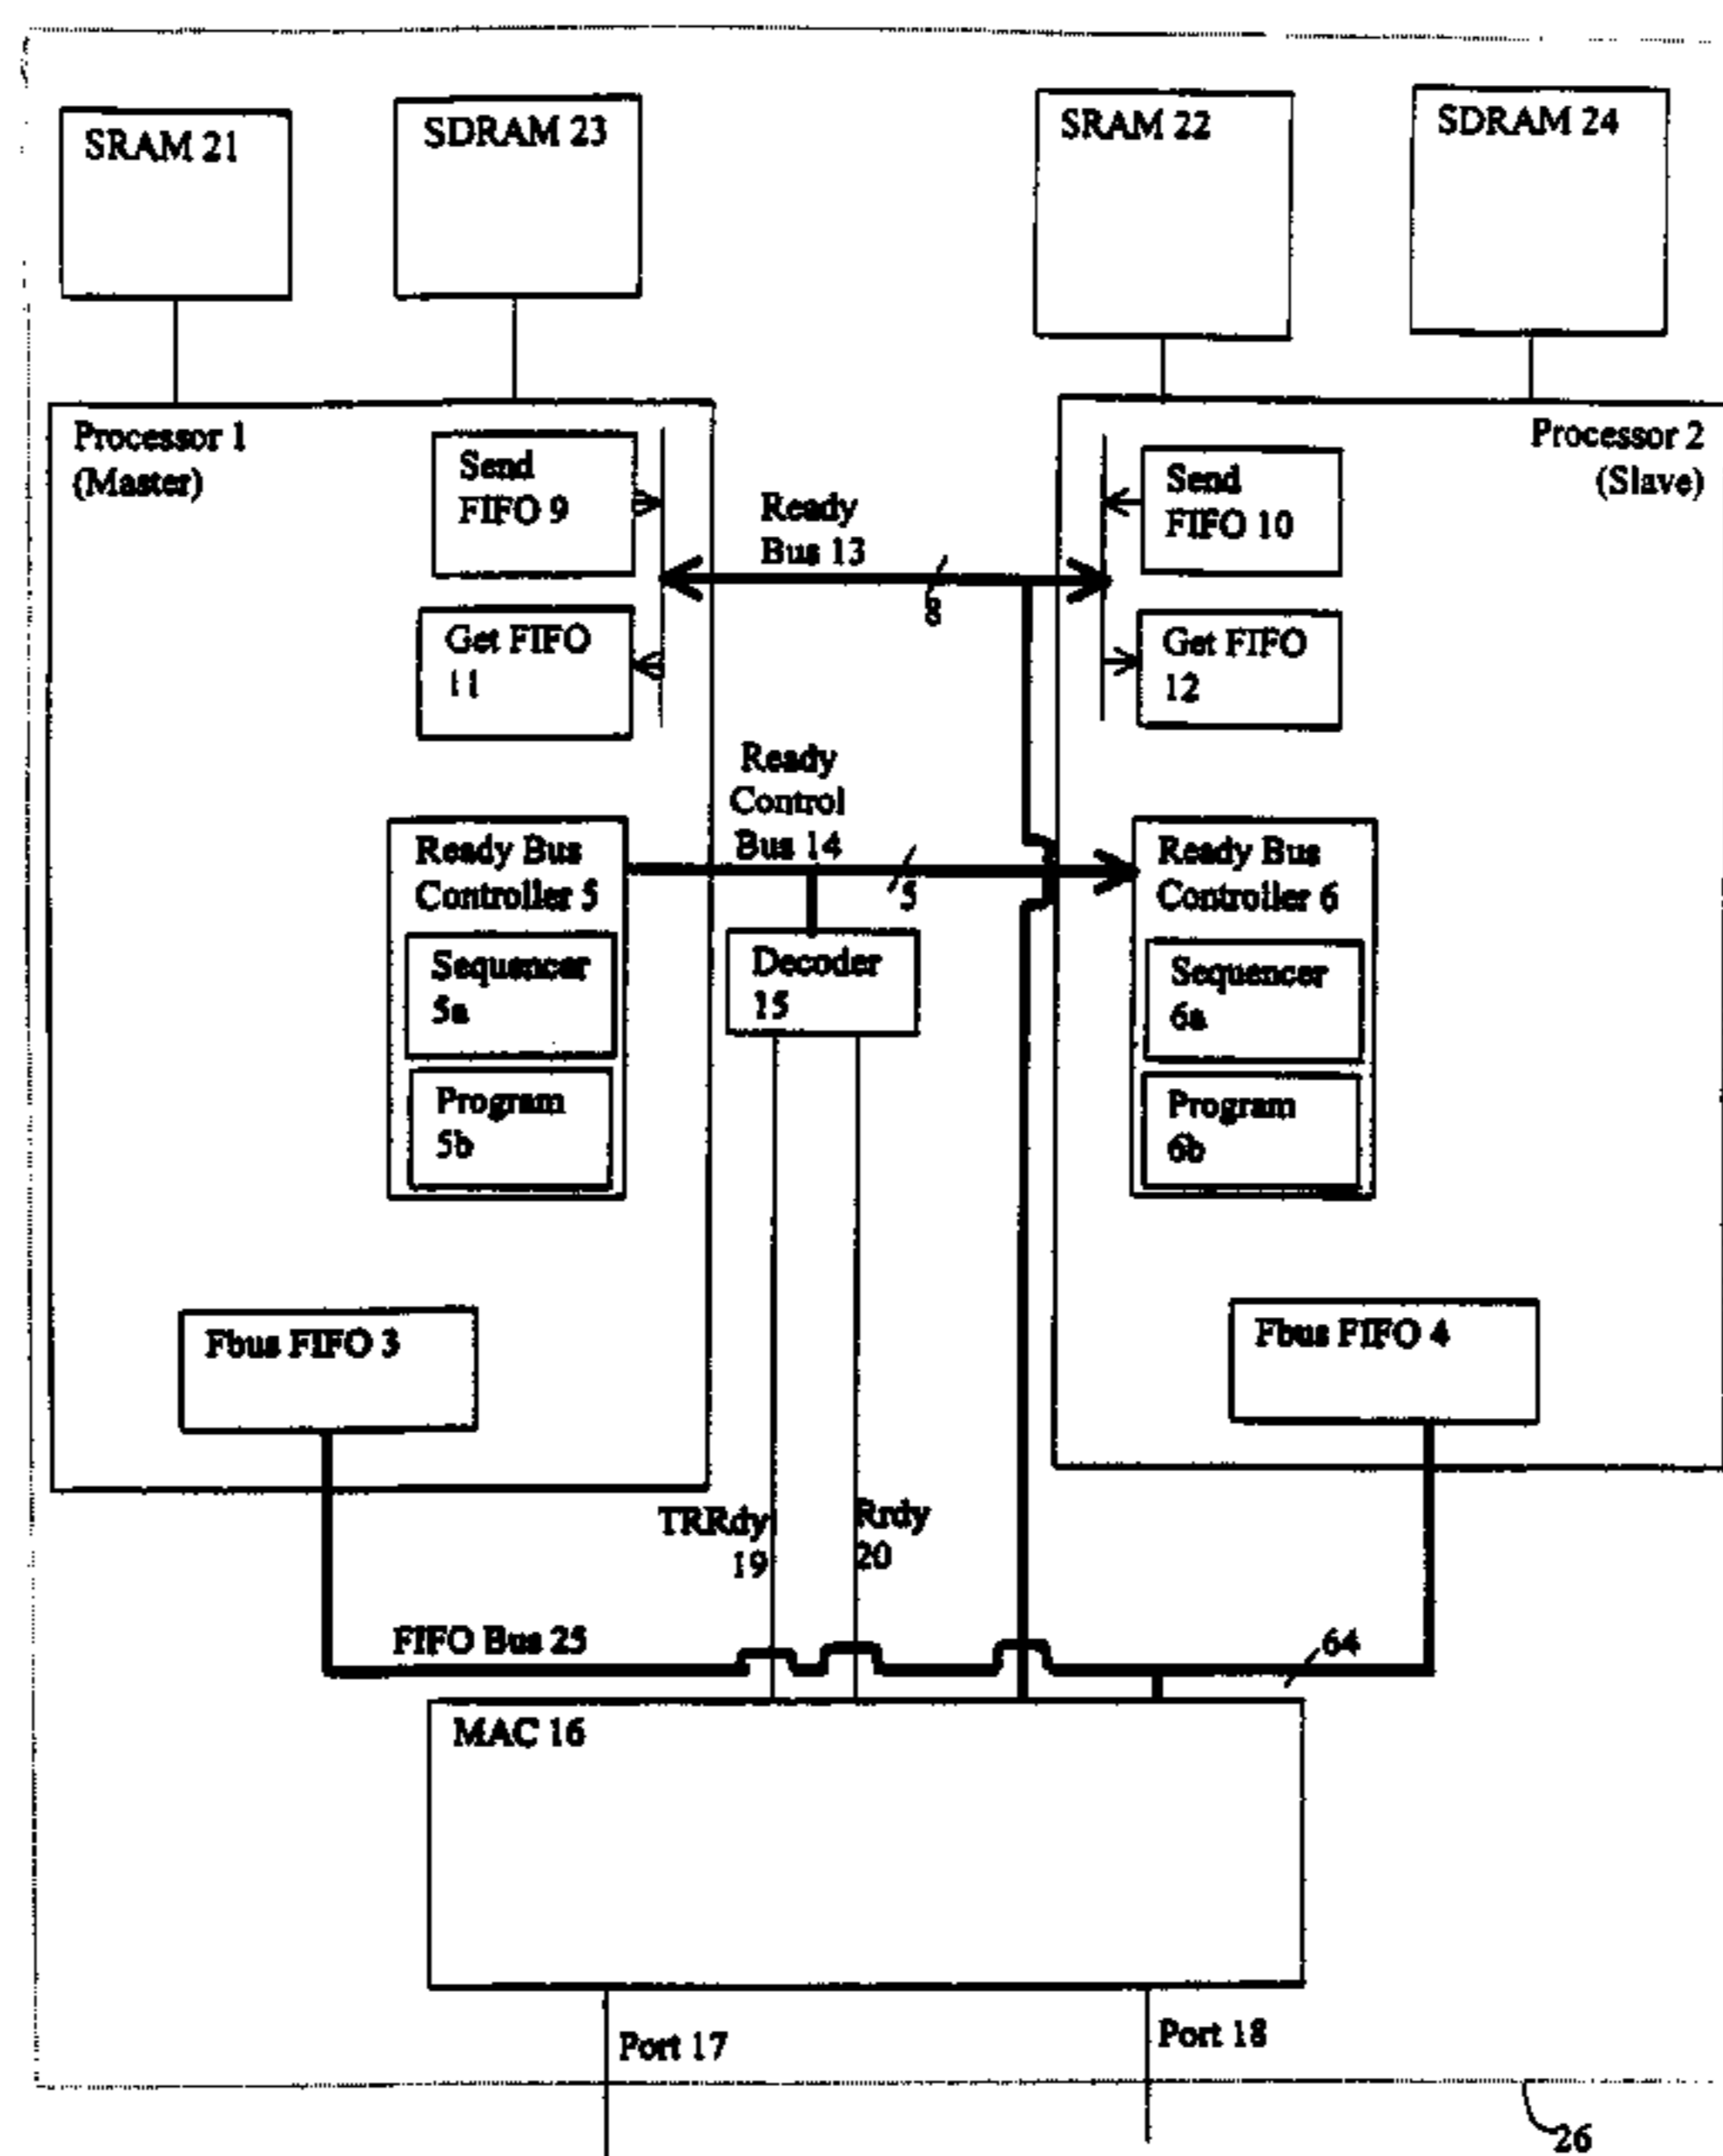 SRAM 21
SDRAM 23
SRAM 22
SDRAM 24
Processor 1
(Master)
Send
FIFO 9
Get FIFO
11
Ready
Bus 13
8
Processor 2
(Slave)
Send
FIFO 10
Get FIFO
12
Ready
Control
Bus 14
5
Ready Bus
Controller 5
Sequencer
5a
Program
5b
Decoder
15
Ready Bus
Controller 6
Sequencer
6a
Program
6b
Fbus FIFO 3
Fbus FIFO 4
TRRdy
19
Rrdy
20
FIFO Bus 25
64
MAC 16
Port 17
Port 18
26